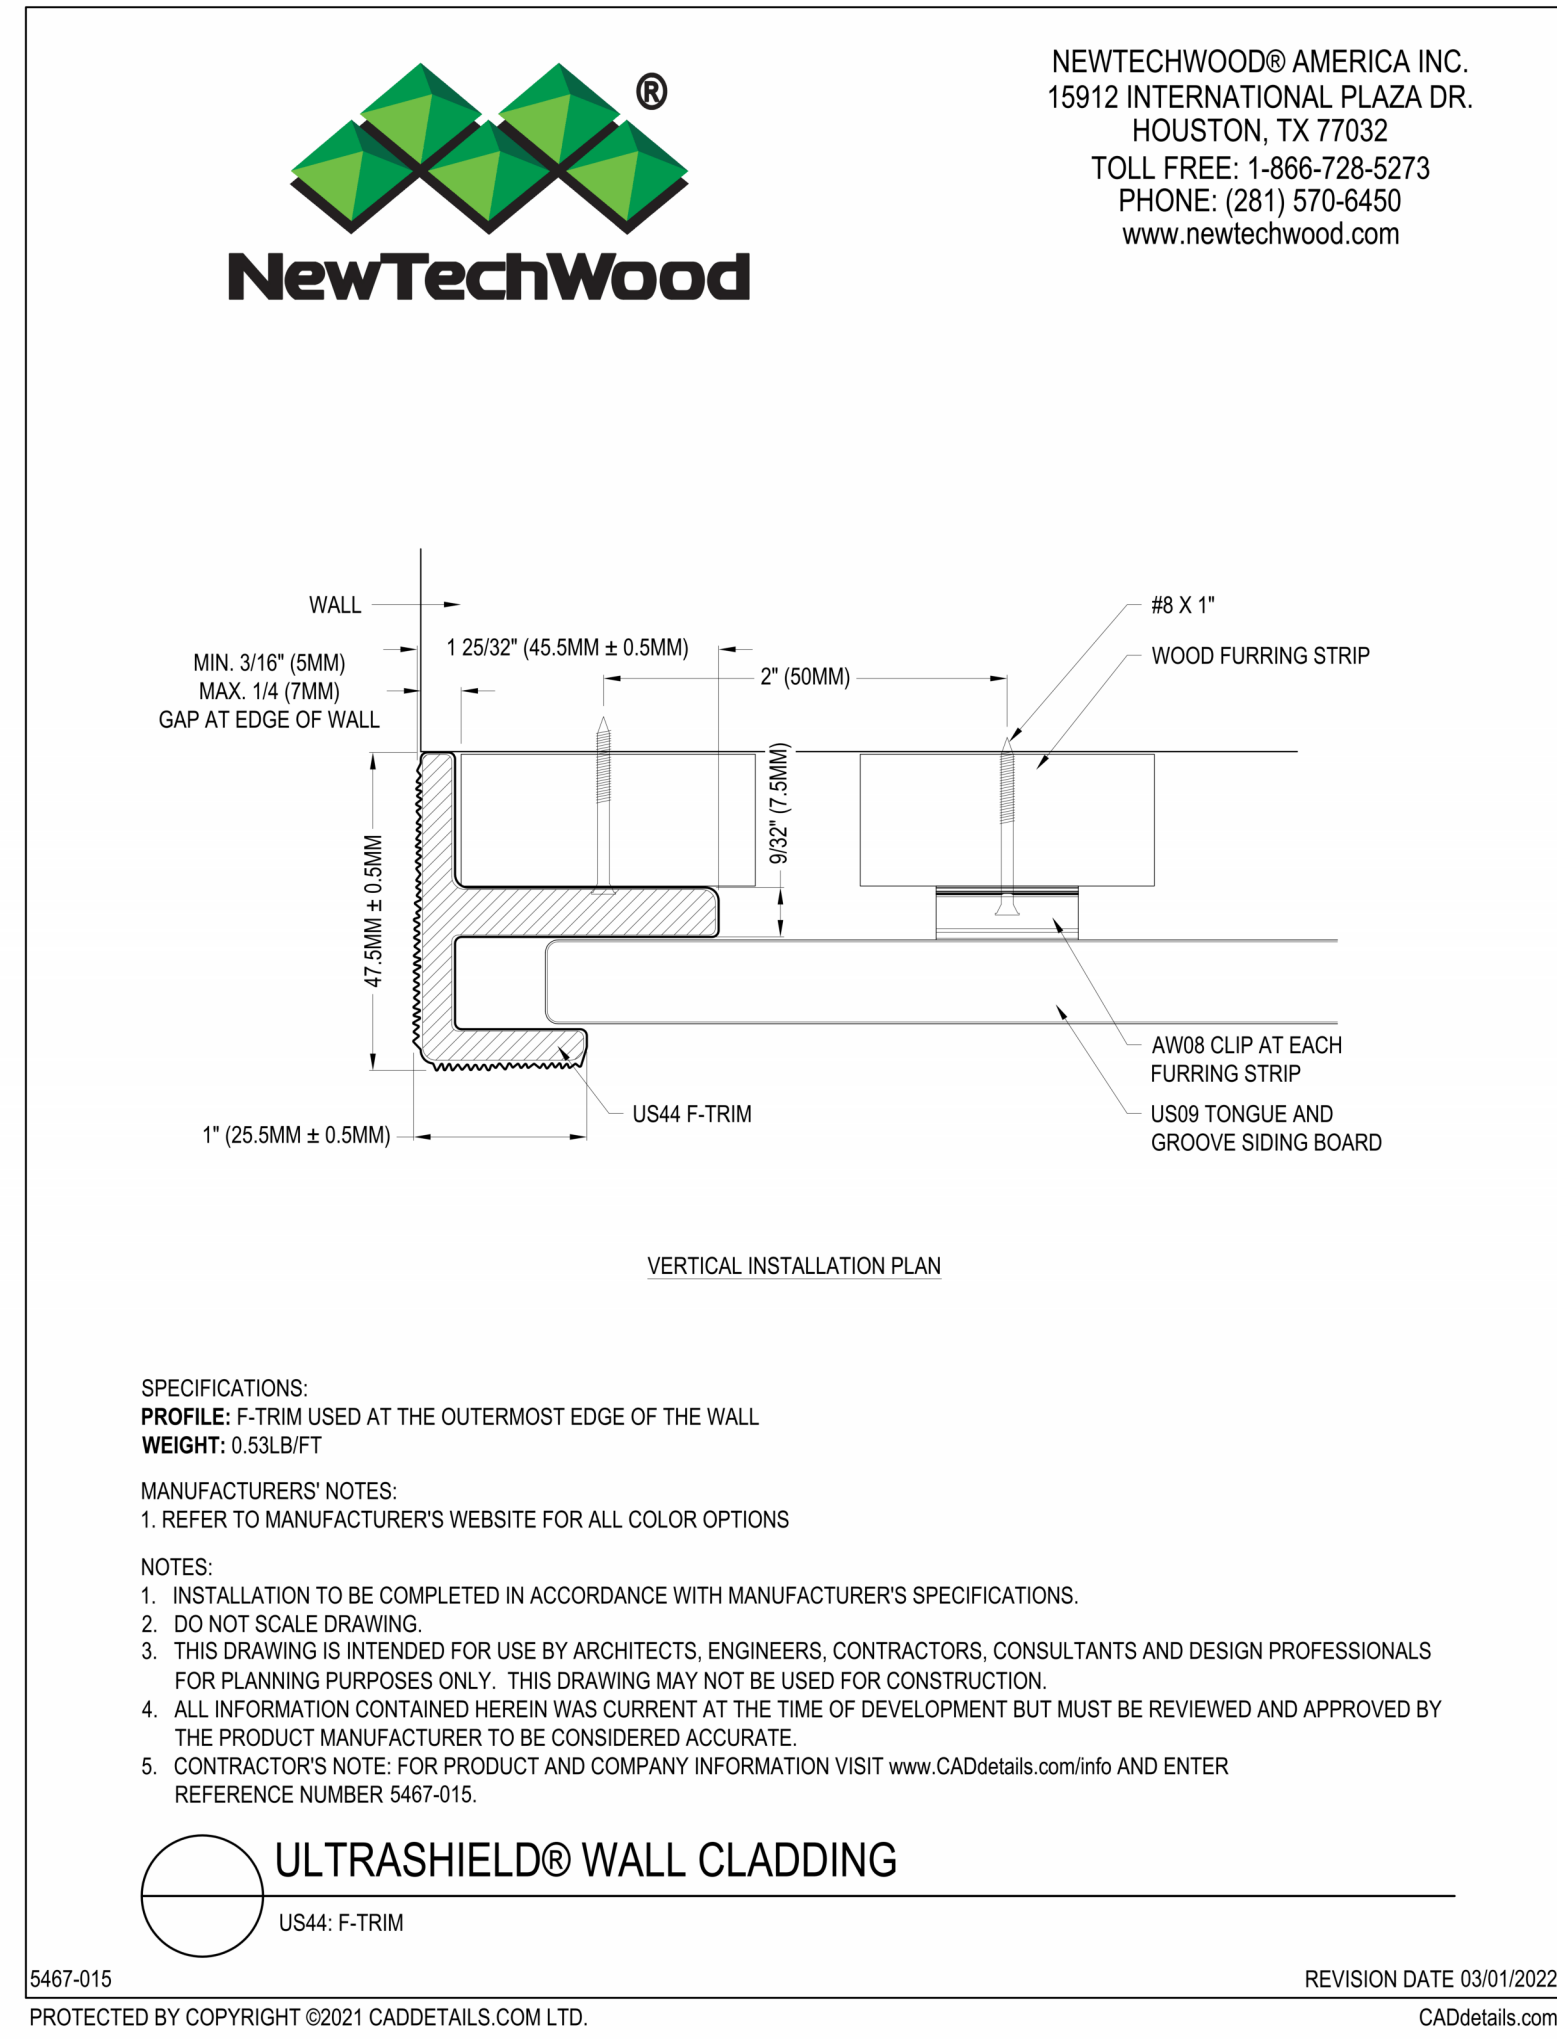 ®
NewTechWood
NEWTECHWOOD® AMERICA INC.
15912 INTERNATIONAL PLAZA DR.
HOUSTON, TX 77032
TOLL FREE: 1-866-728-5273
PHONE: (281) 570-6450
www.newtechwood.com
WALL
MIN. 3/16" (5MM)
MAX. 1/4 (7MM)
GAP AT EDGE OF WALL
1 25/32" (45.5MM ± 0.5MM)
2" (50MM)
#8 X 1"
WOOD FURRING STRIP
9/32" (7.5MM)
47.5MM ± 0.5MM
1" (25.5MM ± 0.5MM)
US44 F-TRIM
AW08 CLIP AT EACH
FURRING STRIP
US09 TONGUE AND
GROOVE SIDING BOARD
VERTICAL INSTALLATION PLAN
SPECIFICATIONS:
PROFILE: F-TRIM USED AT THE OUTERMOST EDGE OF THE WALL
WEIGHT: 0.53LB/FT
MANUFACTURERS' NOTES:
1. REFER TO MANUFACTURER'S WEBSITE FOR ALL COLOR OPTIONS
NOTES:
1. INSTALLATION TO BE COMPLETED IN ACCORDANCE WITH MANUFACTURER'S SPECIFICATIONS.
2. DO NOT SCALE DRAWING.
3. THIS DRAWING IS INTENDED FOR USE BY ARCHITECTS, ENGINEERS, CONTRACTORS, CONSULTANTS AND DESIGN PROFESSIONALS
FOR PLANNING PURPOSES ONLY. THIS DRAWING MAY NOT BE USED FOR CONSTRUCTION.
4. ALL INFORMATION CONTAINED HEREIN WAS CURRENT AT THE TIME OF DEVELOPMENT BUT MUST BE REVIEWED AND APPROVED BY
THE PRODUCT MANUFACTURER TO BE CONSIDERED ACCURATE.
5. CONTRACTOR'S NOTE: FOR PRODUCT AND COMPANY INFORMATION VISIT www.CADdetails.com/info AND ENTER
REFERENCE NUMBER 5467-015.
ULTRASHIELD® WALL CLADDING
US44: F-TRIM
5467-015
REVISION DATE 03/01/2022
PROTECTED BY COPYRIGHT ©2021 CADDETAILS.COM LTD.
CADdetails.com